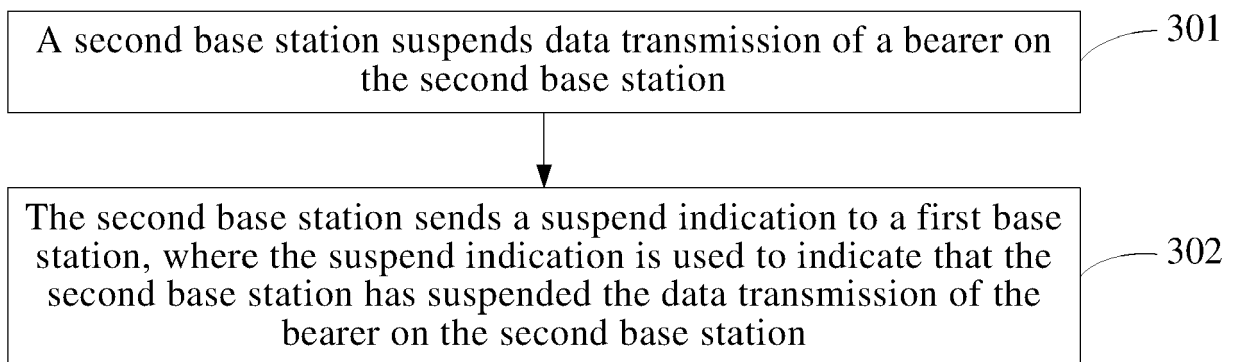 A second base station suspends data transmission of a bearer on
the second base station
301
The second base station sends a suspend indication to a first base
station, where the suspend indication is used to indicate that the
second base station has suspended the data transmission of the
bearer on the second base station
302